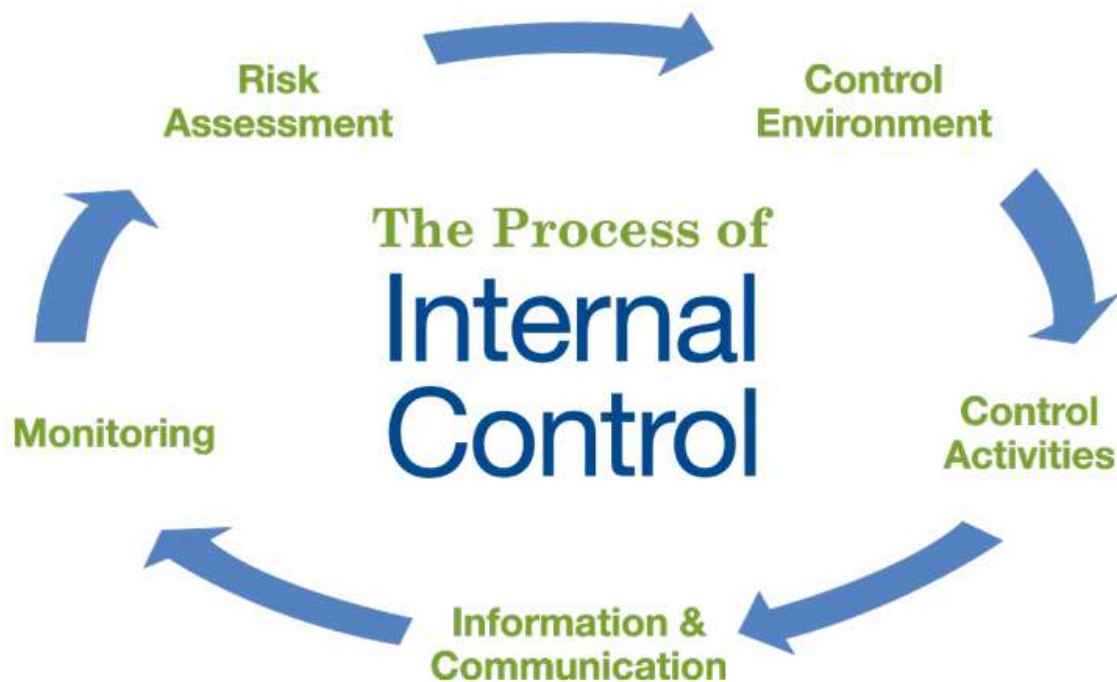 Risk
Assessment
Control
Environment
The Process of
Internal
Control
Control
Activities
Information &
Communication
Monitoring